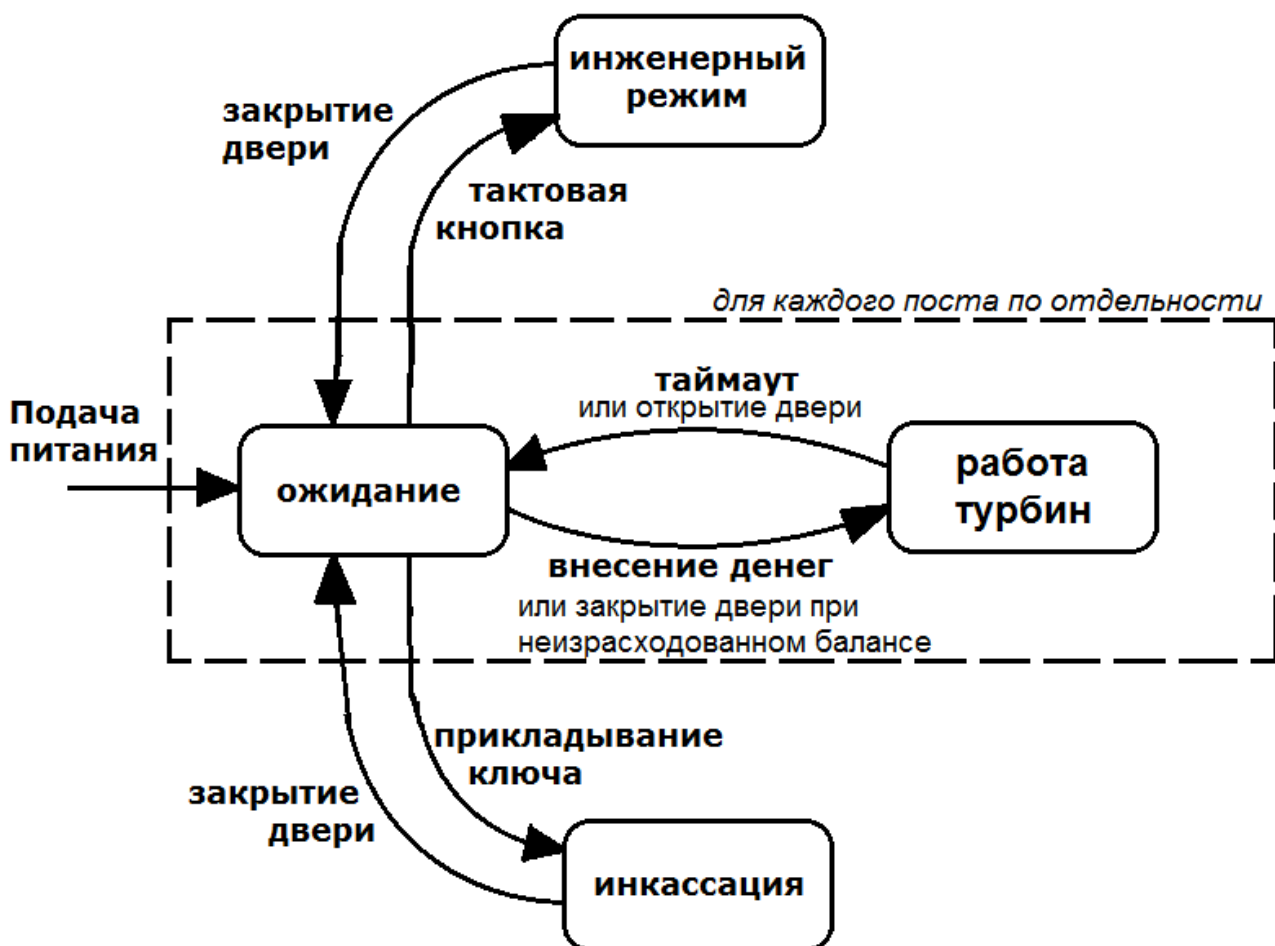 инженерный
режим
закрытие
двери
тактовая
кнопка
для каждого поста по отдельности
таймаут
или открытие двери
Подача
питания
ожидание
работа
турбин
внесение денег
или закрытие двери при
неизрасходованном балансе
прикладывание
ключа
закрытие
двери
инкассация